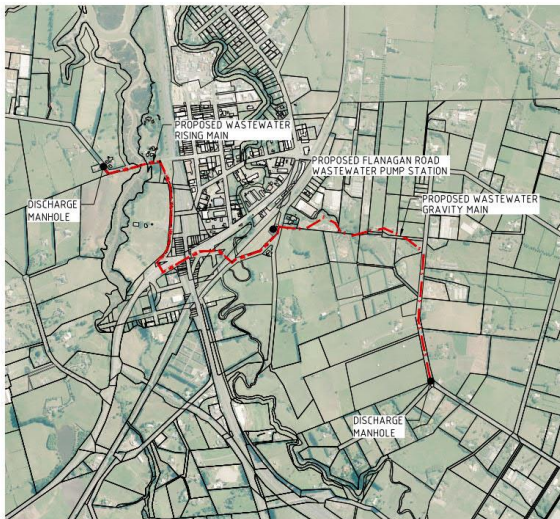 PROPOSED WASTEWATER
RISING MAIN
PROPOSED FLANAGAN ROAD
WASTEWATER PUMP STATION
PROPOSED WASTEWATER
GRAVITY MAIN
DISCHARGE
MANHOLE
DISCHARGE
MANHOLE